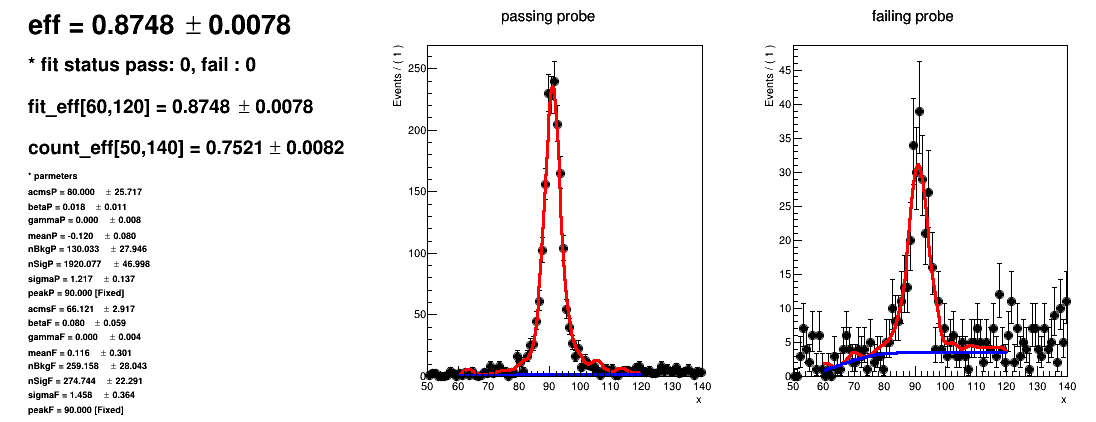 eff = 0.8748 ± 0.0078
* fit status pass: 0, fail : 0
fit_eff[60,120] = 0.8748 ± 0.0078
count_eff[50,140] = 0.7521 ± 0.0082
* parmeters
acmsP = 80.000 ± 25.717
betaP = 0.018 ± 0.011
gammaP = 0.000 ± 0.008
meanP = -0.120 ± 0.080
nBkgP = 130.033 ± 27.946
nSigP = 1920.077 ± 46.998
sigmaP = 1.217 ± 0.137
peakP = 90.000 [Fixed]
acmsF = 66.121 ± 2.917
betaF = 0.080 ± 0.059
gammaF = 0.000 ± 0.004
meanF = 0.116 ± 0.301
nBkgF = 259.158 ± 28.043
nSigF = 274.744 ± 22.291
sigmaF = 1.458 ± 0.364
peakF = 90.000 [Fixed]
passing probe
Events / ( 1 )
250
200
150
100
50
0
50 60 70 80 90 100 110 120 130 140
x
failing probe
Events / ( 1 )
45
40
35
30
25
20
15
10
5
0
50 60 70 80 90 100 110 120 130 140
x